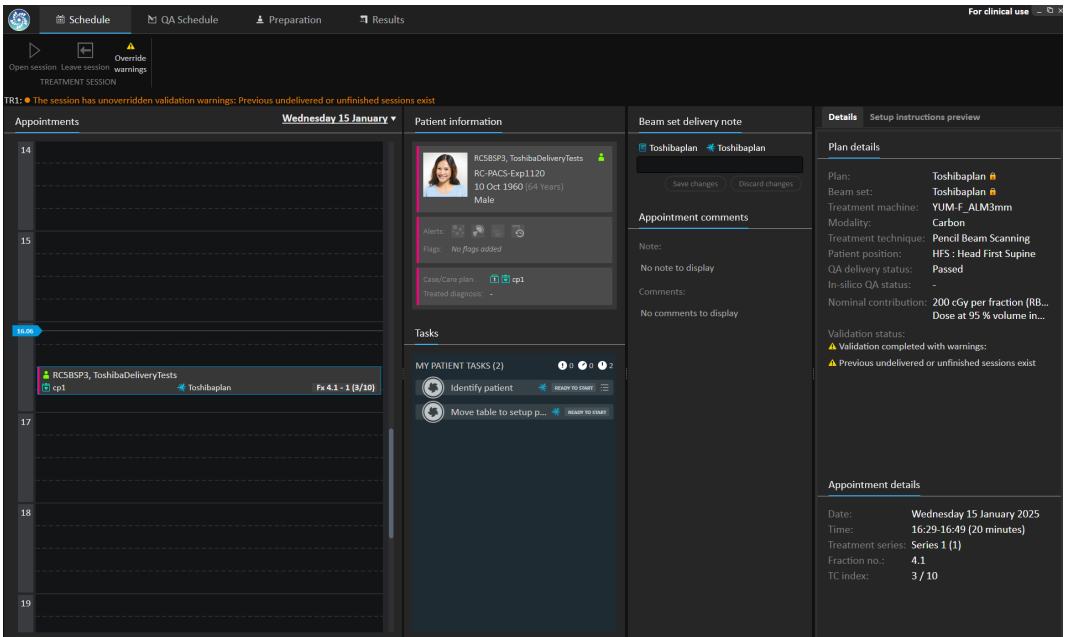 Schedule
QA Schedule
Preparation
Results
For clinical use
Open session
Leave session
Override warnings
TREATMENT SESSION
TR1: The session has unoverridden validation warnings: Previous undelivered or unfinished sessions exist
Appointments
Wednesday 15 January
14
15
16.06
RC5BSP3, ToshibaDeliveryTests
cp1
Toshibaplan
Fx 4.1 - 1 (3/10)
17
18
19
Patient information
RC5BSP3, ToshibaDeliveryTests
RC-PACS-Exp1120
10 Oct 1960 (64 Years)
Male
Alerts:
Flags: No flags added
Case/Care plan: cp1
Treated diagnosis: -
Tasks
MY PATIENT TASKS (2)
0 0 2
Identify patient READY TO START
Move table to setup p... READY TO START
Beam set delivery note
Toshibaplan Toshibaplan
Save changes Discard changes
Appointment comments
Note:
No note to display
Comments:
No comments to display
Details
Setup instructions preview
Plan details
Plan: Toshibaplan
Beam set: Toshibaplan
Treatment machine: YUM-F_ALM3mm
Modality: Carbon
Treatment technique: Pencil Beam Scanning
Patient position: HFS : Head First Supine
QA delivery status: Passed
In-silico QA status: -
Nominal contribution: 200 cGy per fraction (RB...
Dose at 95 % volume in...
Validation status:
Validation completed with warnings:
Previous undelivered or unfinished sessions exist
Appointment details
Date: Wednesday 15 January 2025
Time: 16:29-16:49 (20 minutes)
Treatment series: Series 1 (1)
Fraction no.: 4.1
TC index: 3 / 10